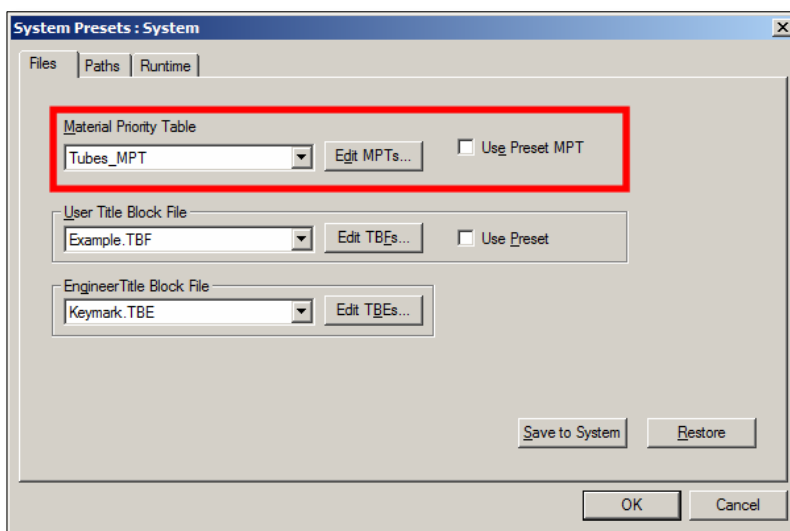 System Presets : System
Files Paths Runtime
Material Priority Table
Tubes_MPT Edit MPTs... Use Preset MPT
User Title Block File
Example.TBF Edit TBFs... Use Preset
EngineerTitle Block File
Keymark.TBE Edit TBEs...
Save to System Restore
OK Cancel